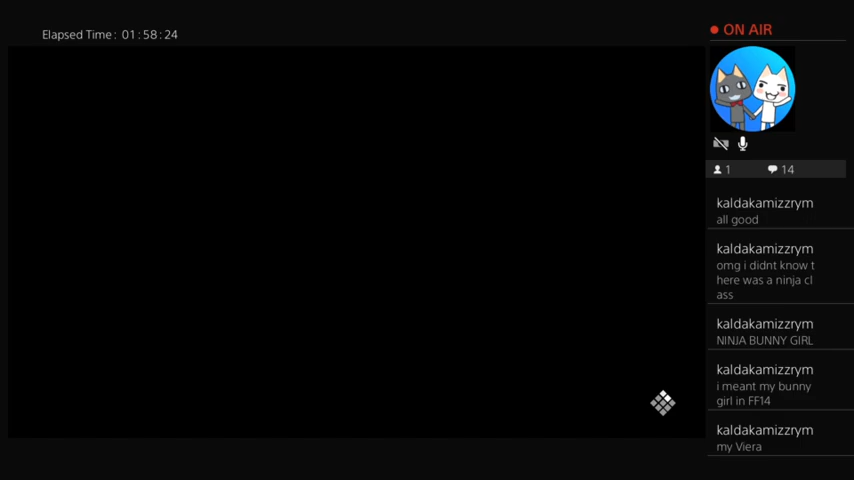 Elapsed Time: 01:58:24
ON AIR
1
14
kaldakamizzrym
all good
kaldakamizzrym
omg i didnt know t
here was a ninja cl
ass
kaldakamizzrym
NINJA BUNNY GIRL
kaldakamizzrym
i meant my bunny
girl in FF14
kaldakamizzrym
my Viera